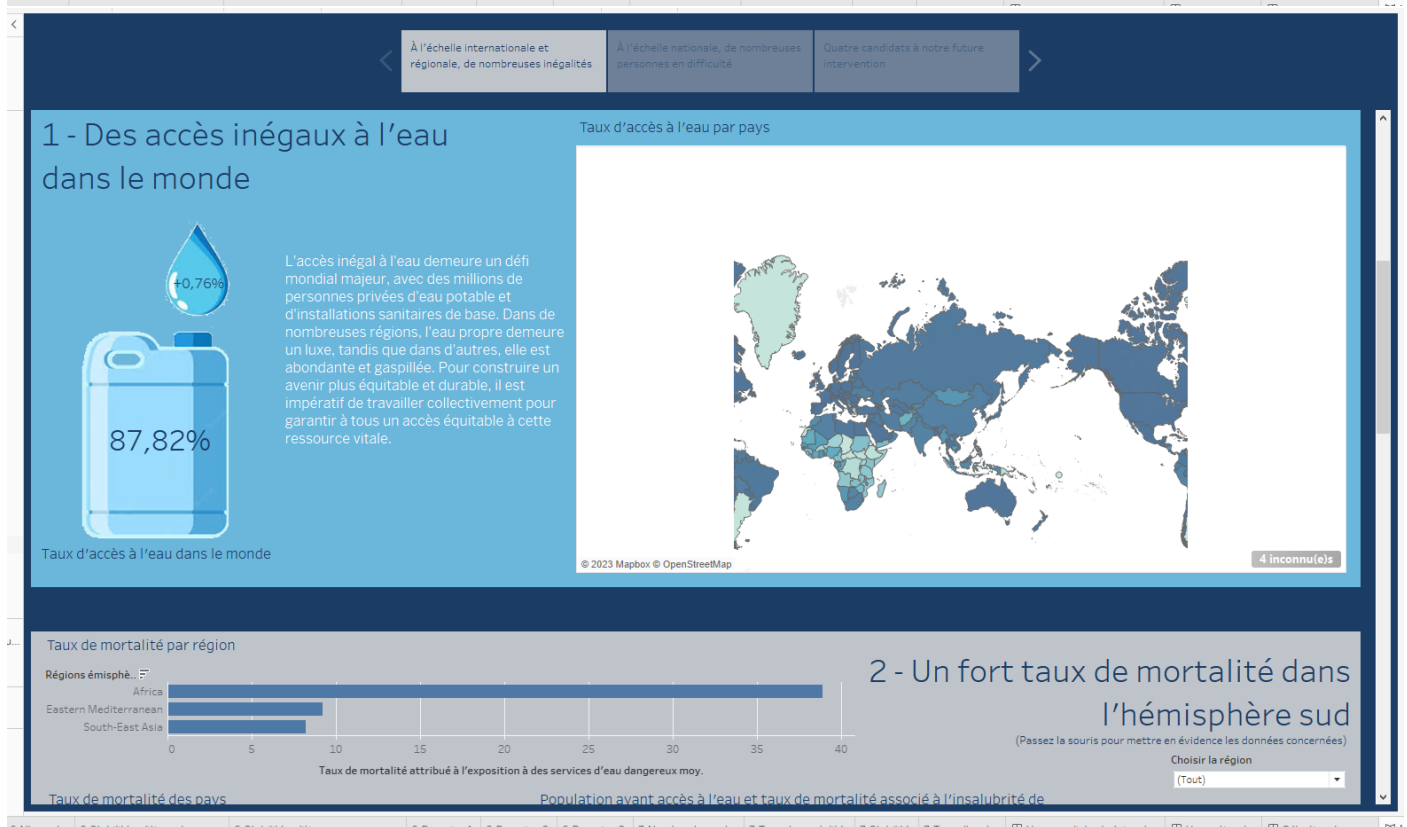 À l'échelle internationale et
régionale, de nombreuses inégalités
À l'échelle nationale, de nombreuses
personnes en difficulté
Quatre candidats à notre future
intervention
1 - Des accès inégaux à l'eau
dans le monde
+0,76%
87,82%
Taux d'accès à l'eau dans le monde
L'accès inégal à l'eau demeure un défi
mondial majeur, avec des millions de
personnes privées d'eau potable et
d'installations sanitaires de base. Dans de
nombreuses régions, l'eau propre demeure
un luxe, tandis que dans d'autres, elle est
abondante et gaspillée. Pour construire un
avenir plus équitable et durable, il est
impératif de travailler collectivement pour
garantir à tous un accès équitable à cette
ressource vitale.
Taux d'accès à l'eau par pays
© 2023 Mapbox © OpenStreetMap
4 inconnu(e)s
Taux de mortalité par région
Régions émisphè..
Africa
Eastern Mediterranean
South-East Asia
0 5 10 15 20 25 30 35 40
Taux de mortalité attribué à l'exposition à des services d'eau dangereux moy.
2 - Un fort taux de mortalité dans
l'hémisphère sud
(Passez la souris pour mettre en évidence les données concernées)
Choisir la région
(Tout)
Taux de mortalité des pays
Population ayant accès à l'eau et taux de mortalité associé à l'insalubrité de